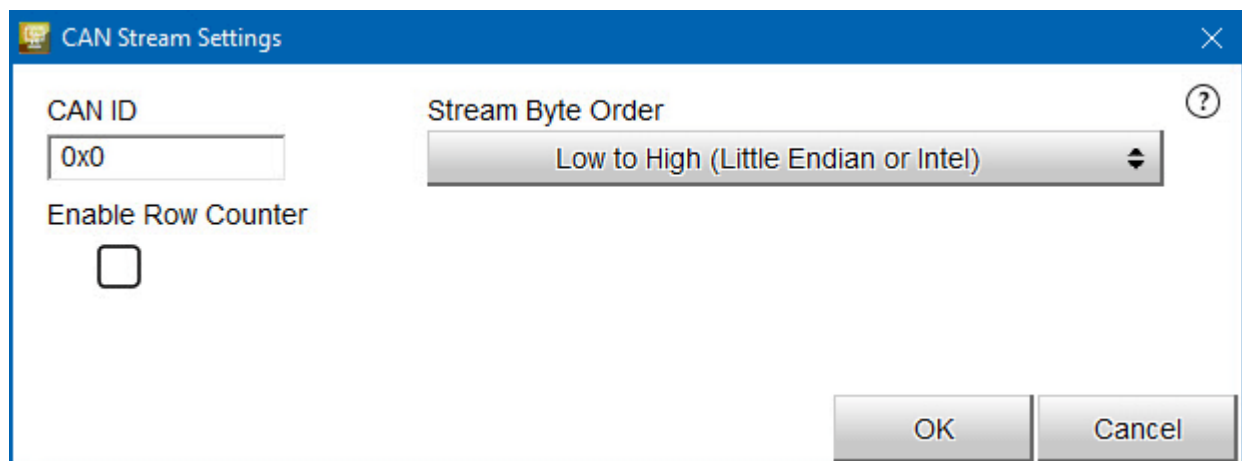 CAN Stream Settings
CAN ID
Stream Byte Order
?
0x0
Low to High (Little Endian or Intel)
Enable Row Counter
OK
Cancel